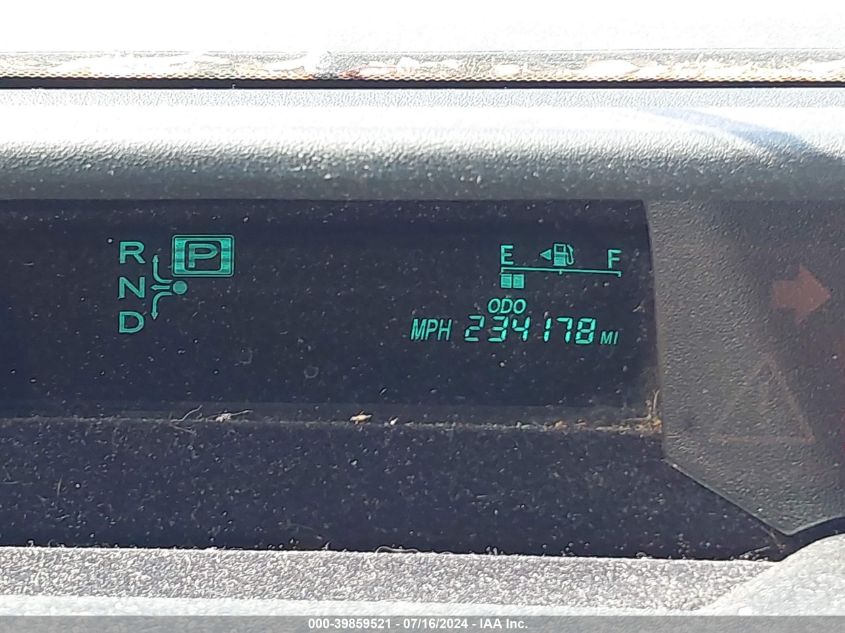 R P
N
D
E F
ODO
MPH 234178 MI
000-39859521 - 07/16/2024 - IAA Inc.